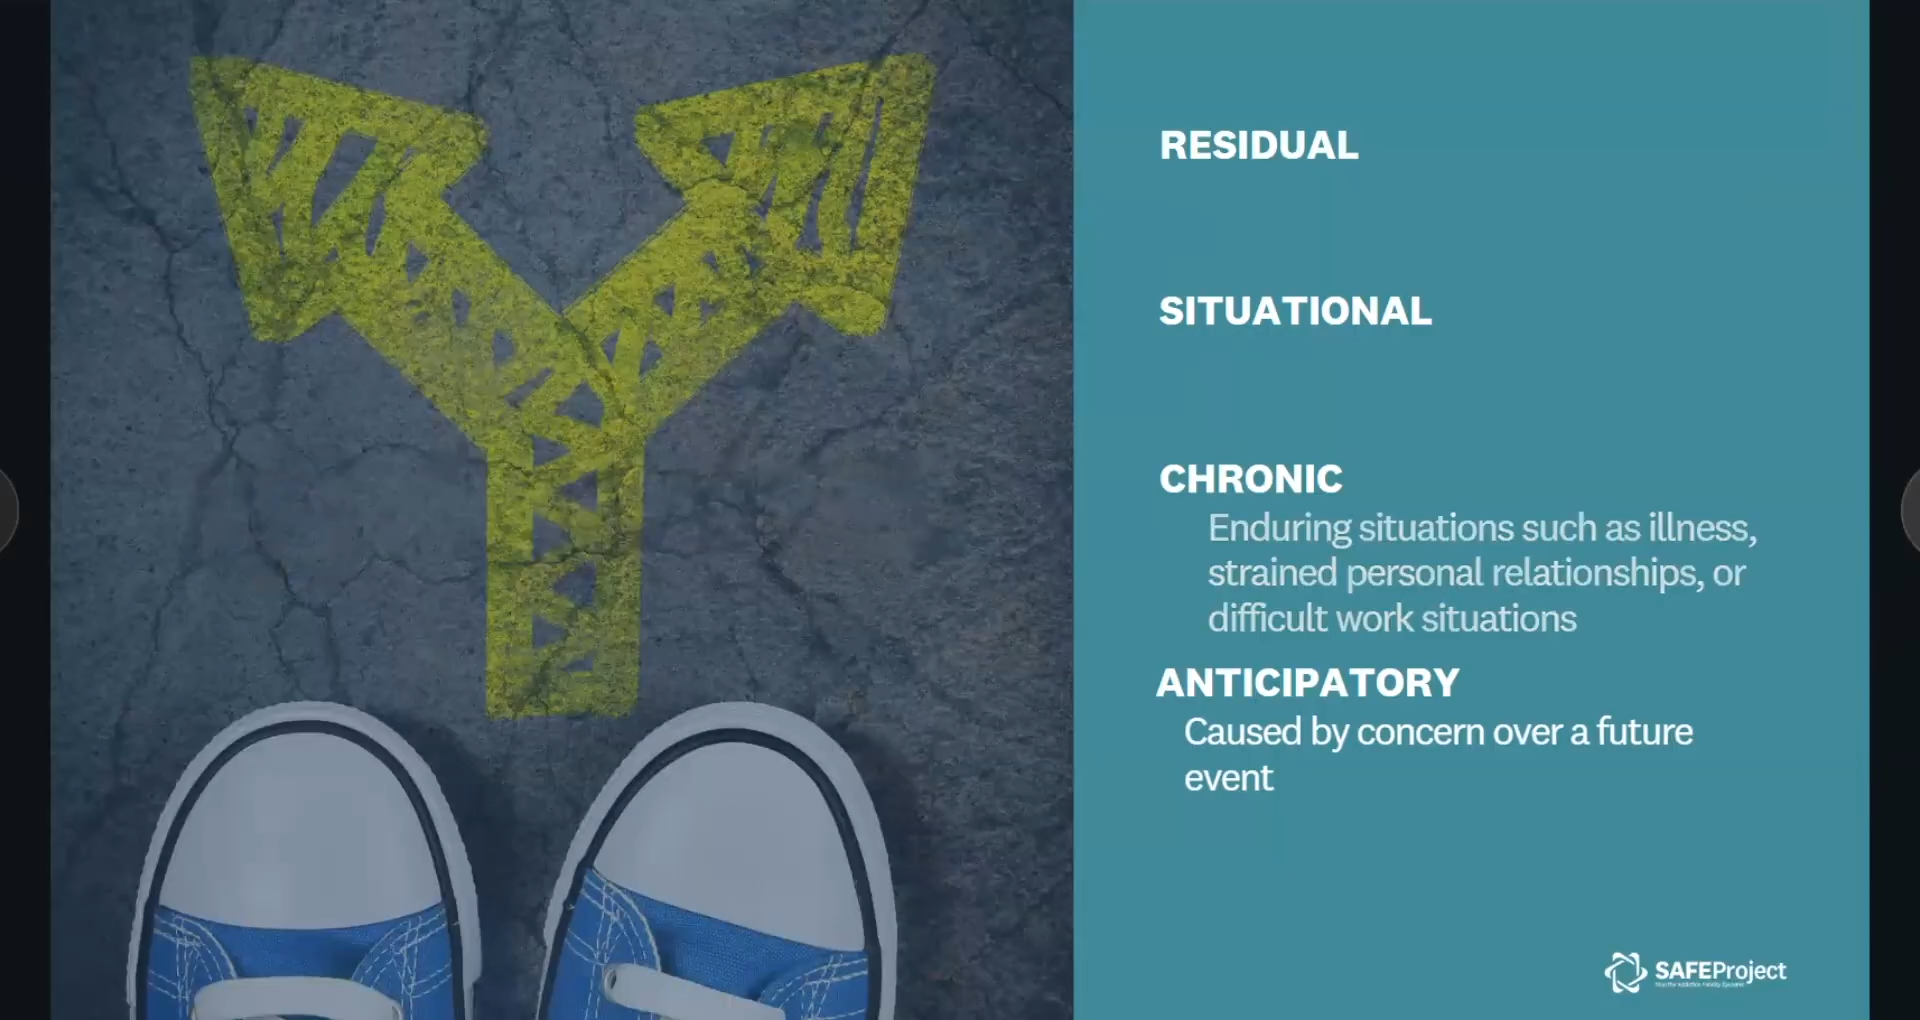 RESIDUAL
SITUATIONAL
CHRONIC
Enduring situations such as illness,
strained personal relationships, or
difficult work situations
ANTICIPATORY
Caused by concern over a future
event
SAFEProject